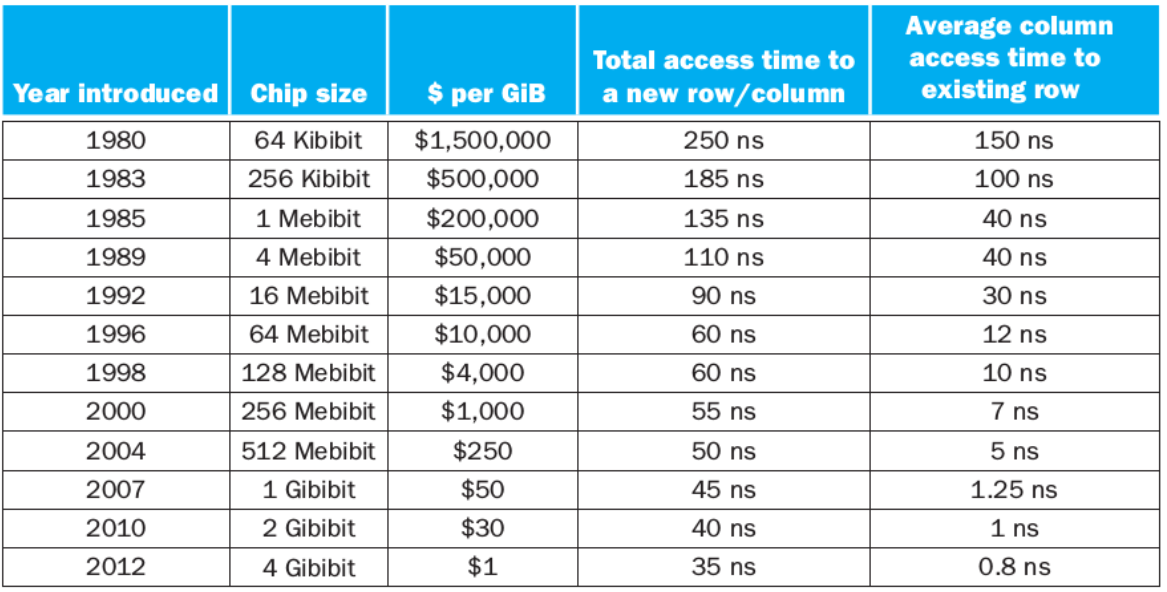 Year introduced Chip size $ per GiB Total access time to a new row/column Average column access time to existing row
1980 64 Kibibit $1,500,000 250 ns 150 ns
1983 256 Kibibit $500,000 185 ns 100 ns
1985 1 Mebibit $200,000 135 ns 40 ns
1989 4 Mebibit $50,000 110 ns 40 ns
1992 16 Mebibit $15,000 90 ns 30 ns
1996 64 Mebibit $10,000 60 ns 12 ns
1998 128 Mebibit $4,000 60 ns 10 ns
2000 256 Mebibit $1,000 55 ns 7 ns
2004 512 Mebibit $250 50 ns 5 ns
2007 1 Gibibit $50 45 ns 1.25 ns
2010 2 Gibibit $30 40 ns 1 ns
2012 4 Gibibit $1 35 ns 0.8 ns